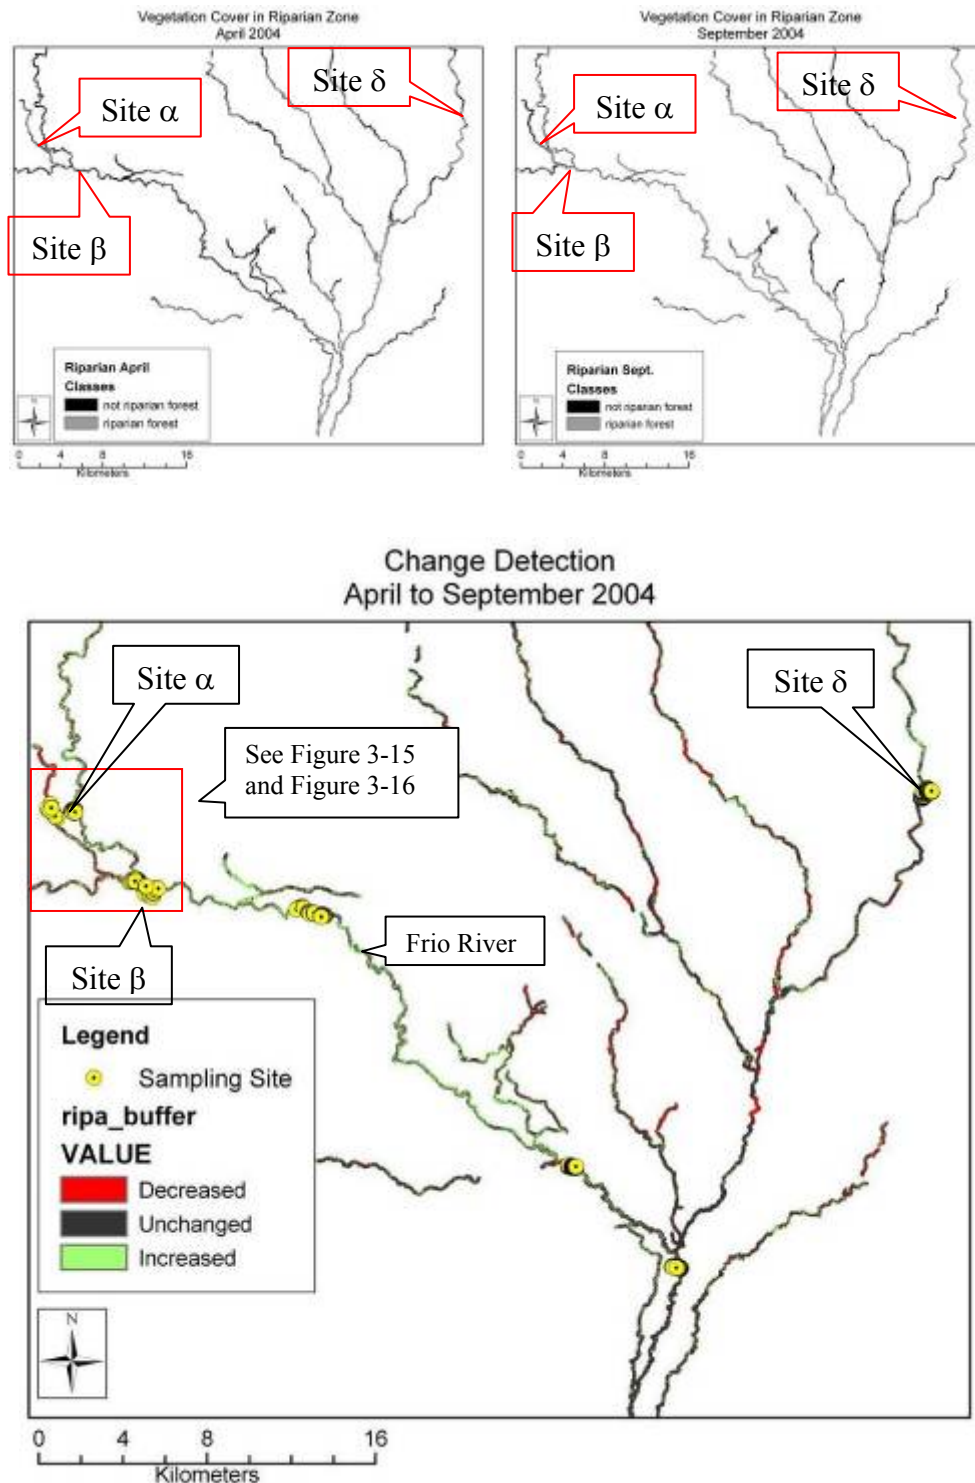 Vegetation Cover in Riparian Zone
April 2004
Site α
Site δ
Site β
Riparian April
Classes
not riparian forest
riparian forest
N
0 4 8 16
Kilometers
Vegetation Cover in Riparian Zone
September 2004
Site α
Site δ
Site β
Riparian Sept.
Classes
not riparian forest
riparian forest
N
0 4 8 16
Kilometers
Change Detection
April to September 2004
Site α
Site δ
See Figure 3-15
and Figure 3-16
Frio River
Site β
Legend
Sampling Site
ripa_buffer
VALUE
Decreased
Unchanged
Increased
N
0 4 8 16
Kilometers